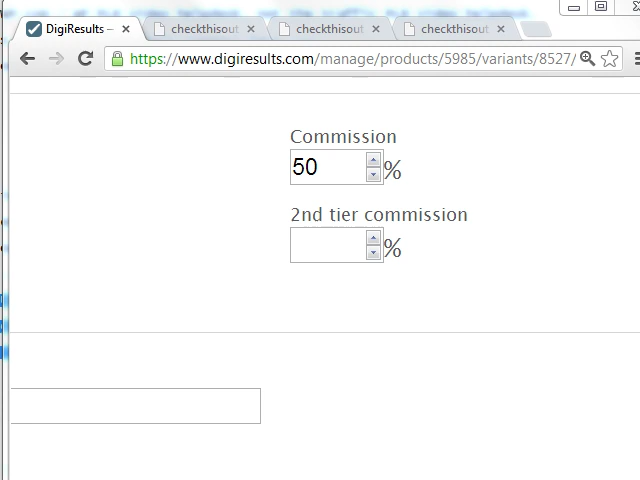 DigiResults –
checkthisout
checkthisout
checkthisout
https://www.digiresults.com/manage/products/5985/variants/8527/
Commission
50 %
2nd tier commission
%